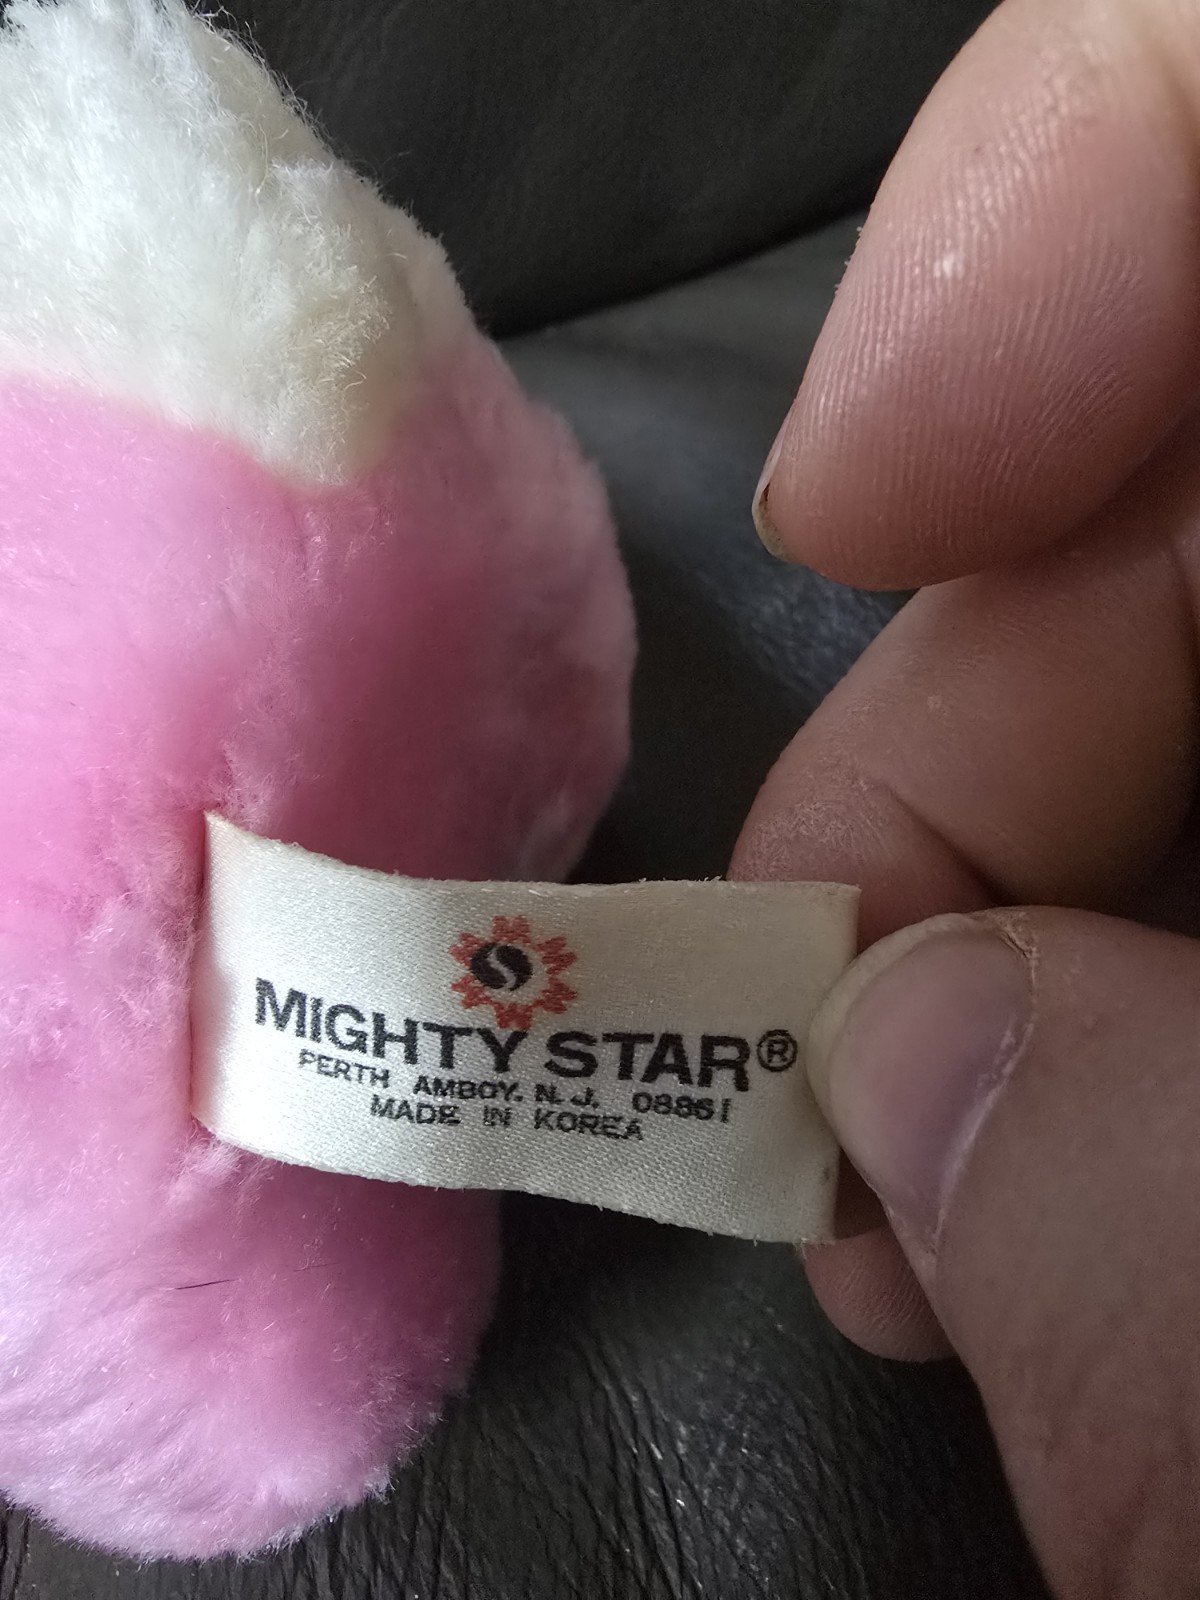 MIGHTY STAR®
PERTH AMBOY. N. J. 08861
MADE IN KOREA